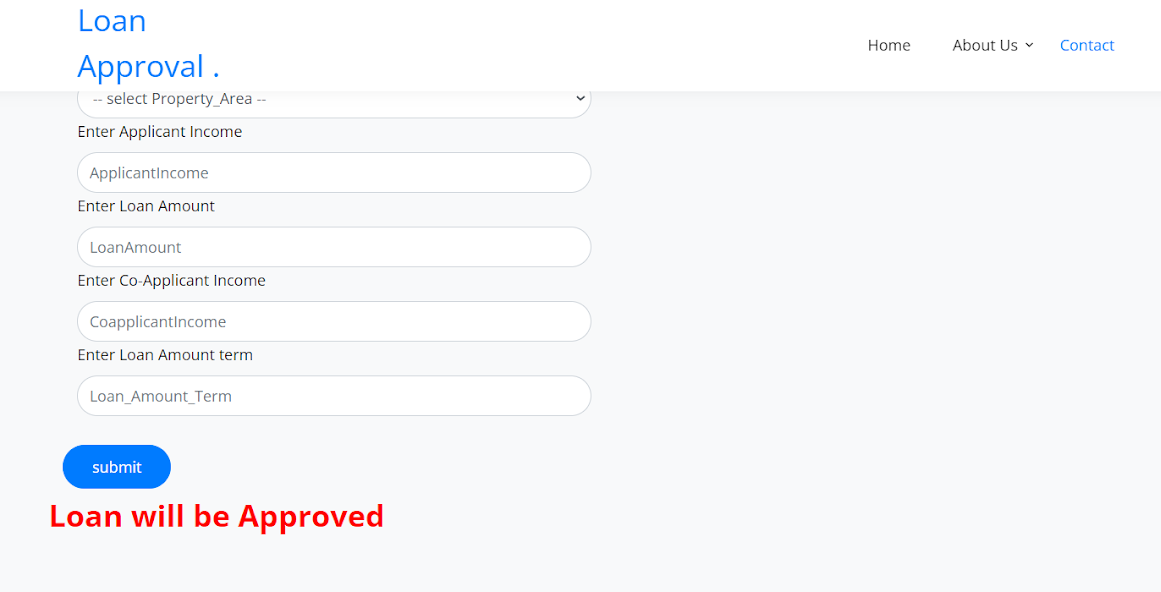 Loan
Approval .
Home
About Us
Contact
-- select Property_Area --
Enter Applicant Income
ApplicantIncome
Enter Loan Amount
LoanAmount
Enter Co-Applicant Income
CoapplicantIncome
Enter Loan Amount term
Loan_Amount_Term
submit
Loan will be Approved